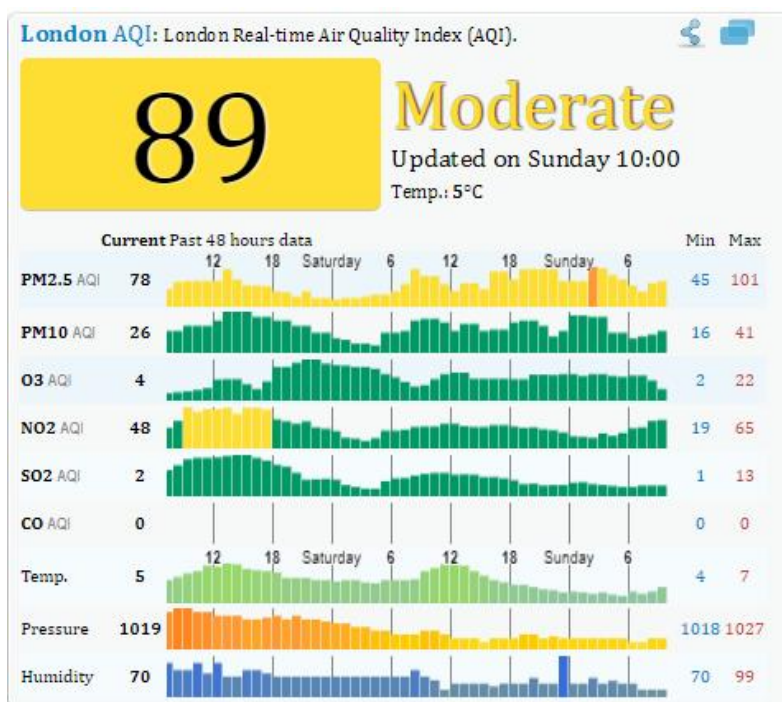 London AQI: London Real-time Air Quality Index (AQI).
89
Moderate
Updated on Sunday 10:00
Temp.: 5°C
Current Past 48 hours data Min Max
12 18 Saturday 6 12 18 Sunday 6
PM2.5 AQI 78 45 101
PM10 AQI 26 16 41
O3 AQI 4 2 22
NO2 AQI 48 19 65
SO2 AQI 2 1 13
CO AQI 0 0 0
12 18 Saturday 6 12 18 Sunday 6
Temp. 5 4 7
Pressure 1019 1018 1027
Humidity 70 70 99